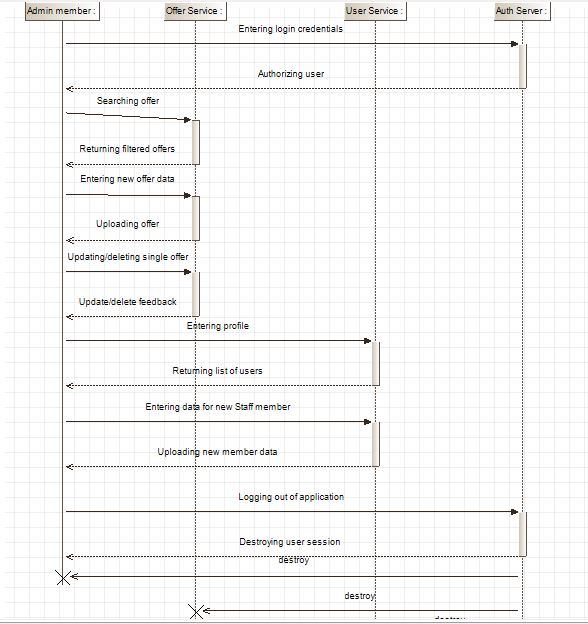 Admin member :
Offer Service :
User Service :
Auth Server :
Entering login credentials
Authorizing user
Searching offer
Returning filtered offers
Entering new offer data
Uploading offer
Updating/deleting single offer
Update/delete feedback
Entering profile
Returning list of users
Entering data for new Staff member
Uploading new member data
Logging out of application
Destroying user session
destroy
destroy